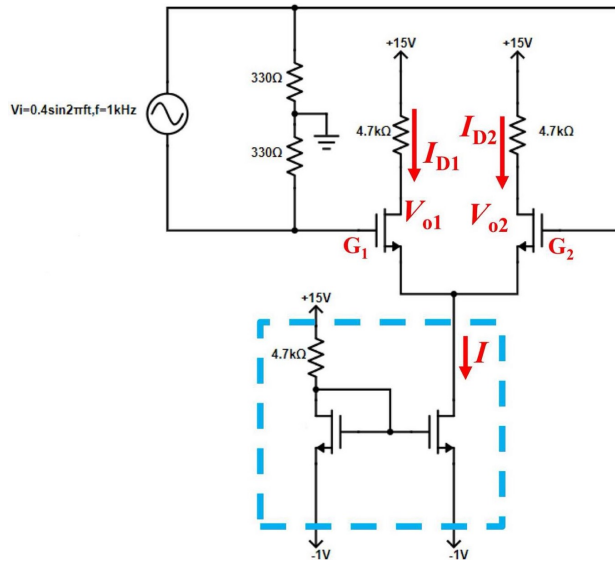 +15V
+15V
330Ω
Vi=0.4sin2πft,f=1kHz
4.7kΩ
I_D1
I_D2
4.7kΩ
330Ω
V_o1
V_o2
G_1
G_2
+15V
4.7kΩ
I
-1V
-1V